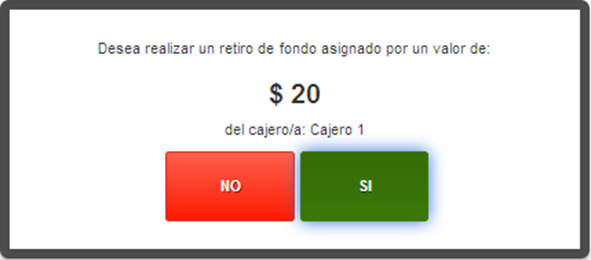 Desea realizar un retiro de fondo asignado por un valor de:
$ 20
del cajero/a: Cajero 1
NO SI